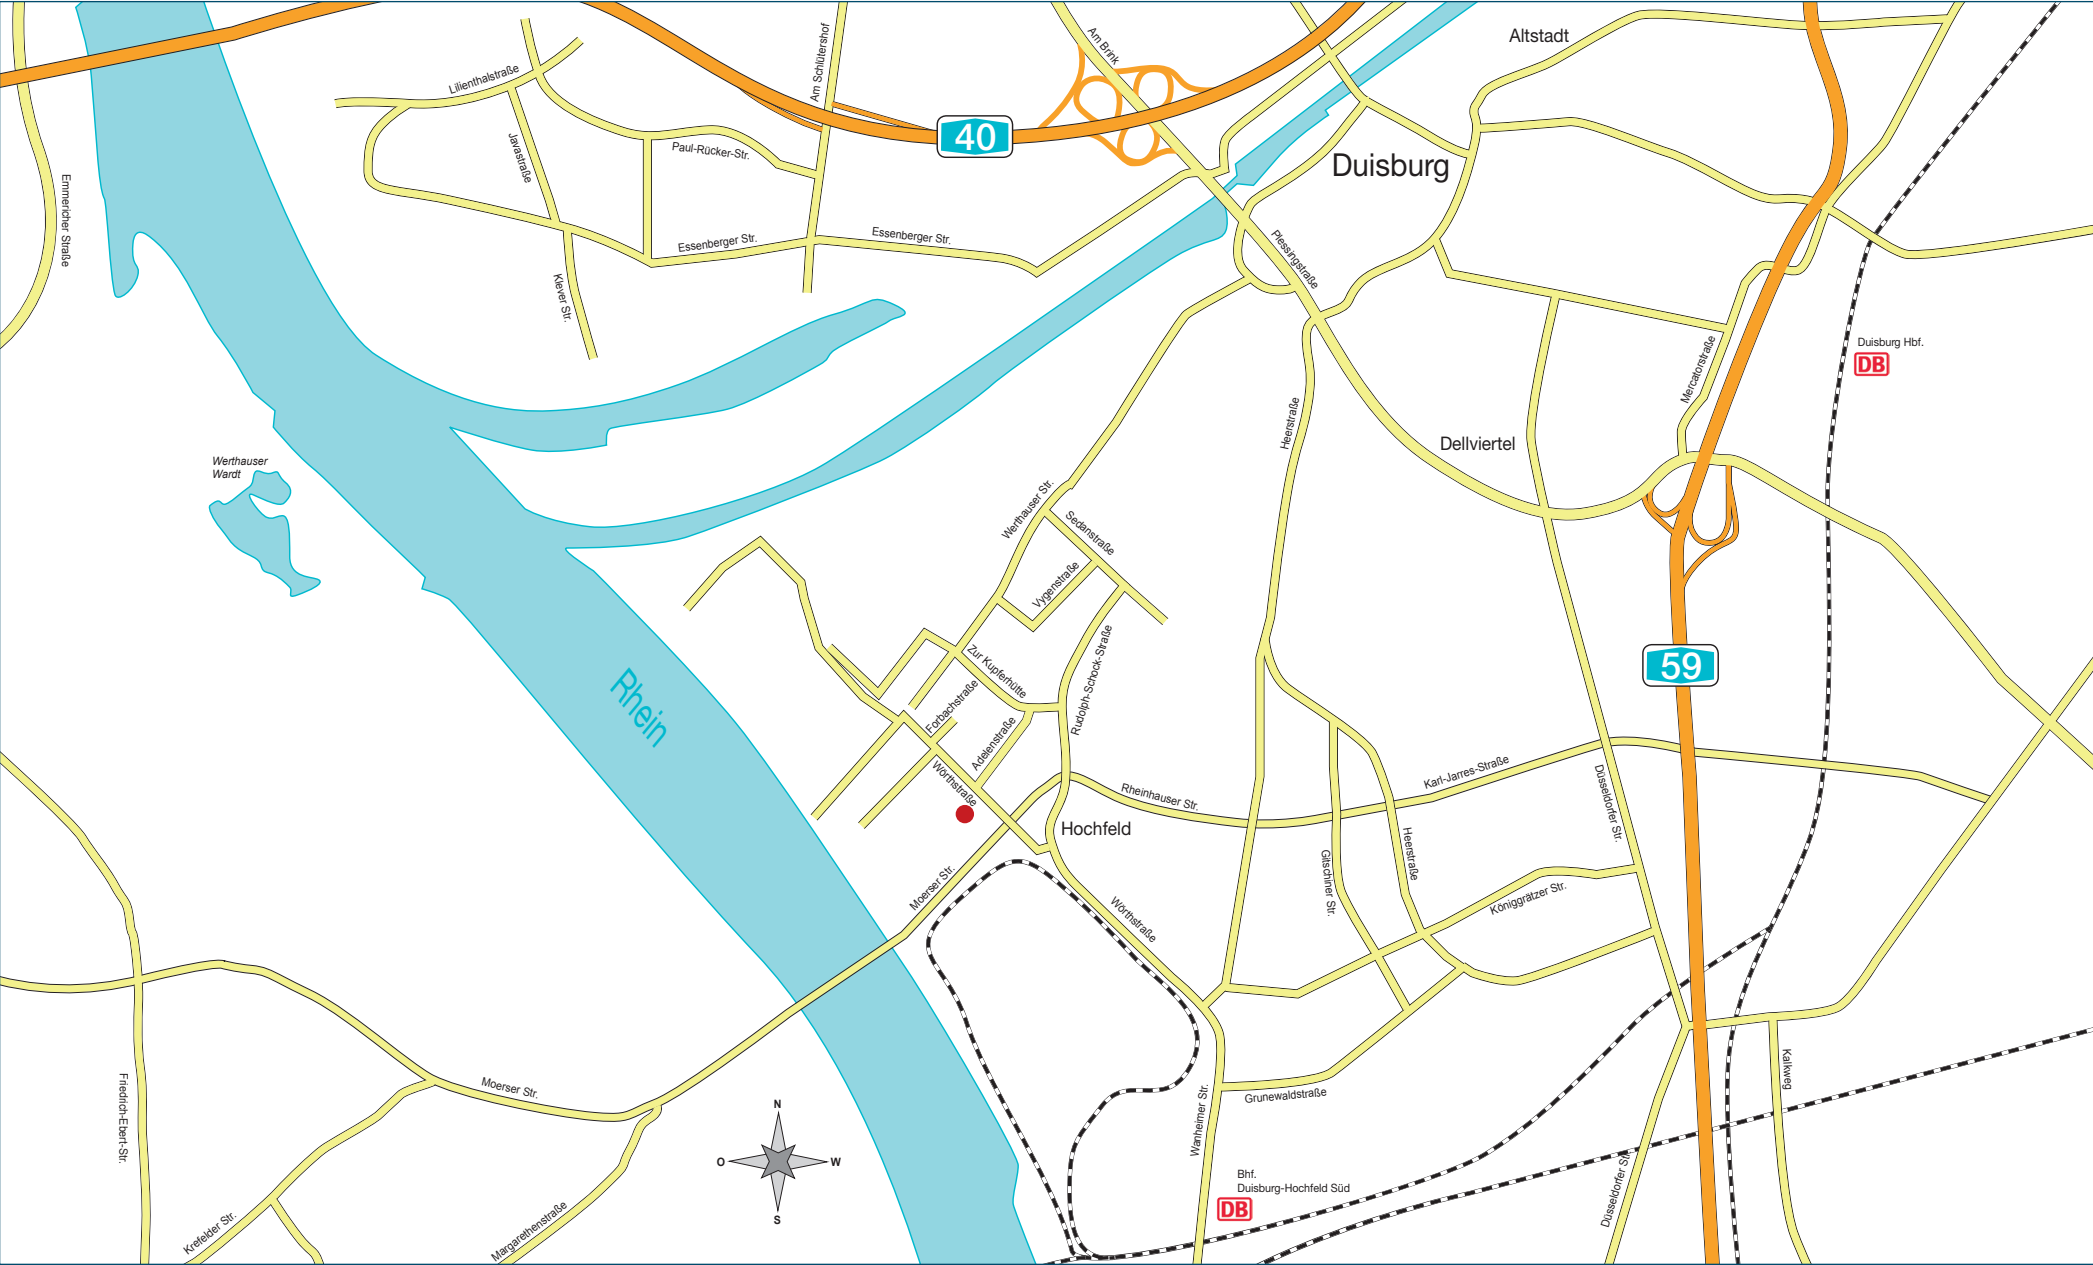 Altstadt
Am Brink
Am Schlütershof
Lilienthalstraße
40
Javastraße
Paul-Rücker-Str.
Duisburg
Emmericher Straße
Essenberger Str.
Essenberger Str.
Plessingstraße
Klever Str.
Duisburg Hbf.
DB
Mercatorstraße
Heerstraße
Dellviertel
Werthauser
Wardt
Werthauser Str.
Sedanstraße
Vygenstraße
Rhein
Zur Kupferhütte
Rudolph-Schock-Straße
59
Forbachstraße
Adelenstraße
Wörthstraße
Rheinhauser Str.
Karl-Jarres-Straße
Düsseldorfer Str.
Hochfeld
Heerstraße
Gitschiner Str.
Moerser Str.
Königgrätzer Str.
Wörthstraße
Moerser Str.
Friedrich-Ebert-Str.
Kalkweg
Grunewaldstraße
Wanheimer Str.
N
O
W
S
Bhf.
Duisburg-Hochfeld Süd
DB
Düsseldorfer Str.
Krefelder Str.
Margarethenstraße